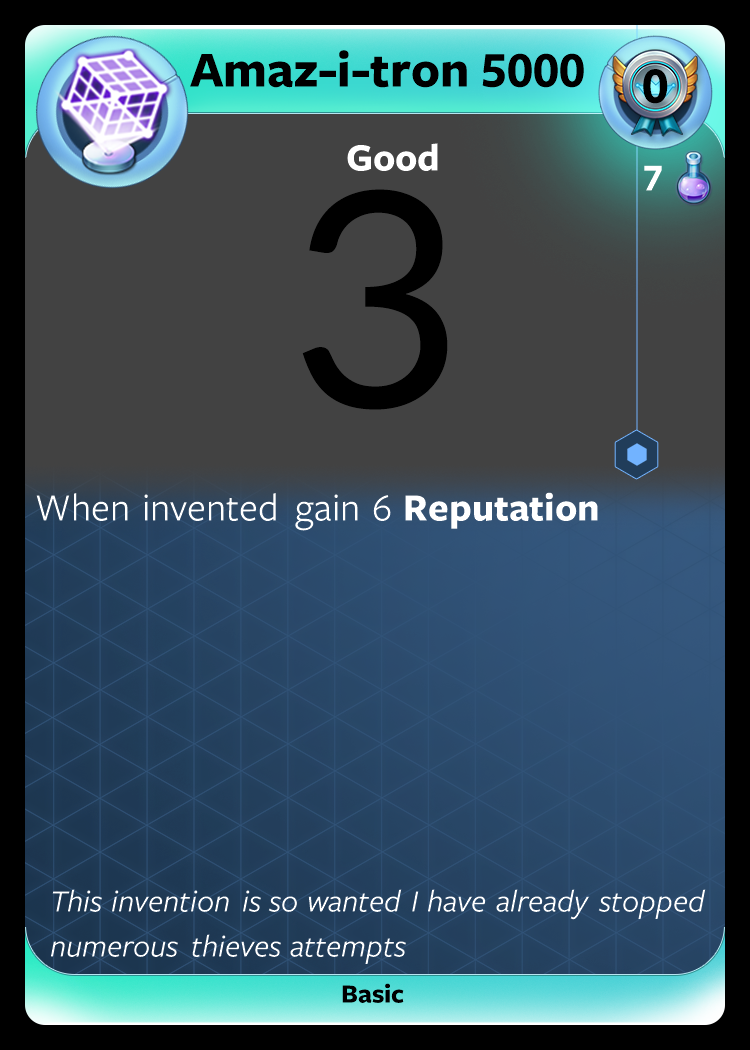 Amaz-i-tron 5000
0
Good
7
3
When invented gain 6 Reputation
This invention is so wanted I have already stopped
numerous thieves attempts
Basic